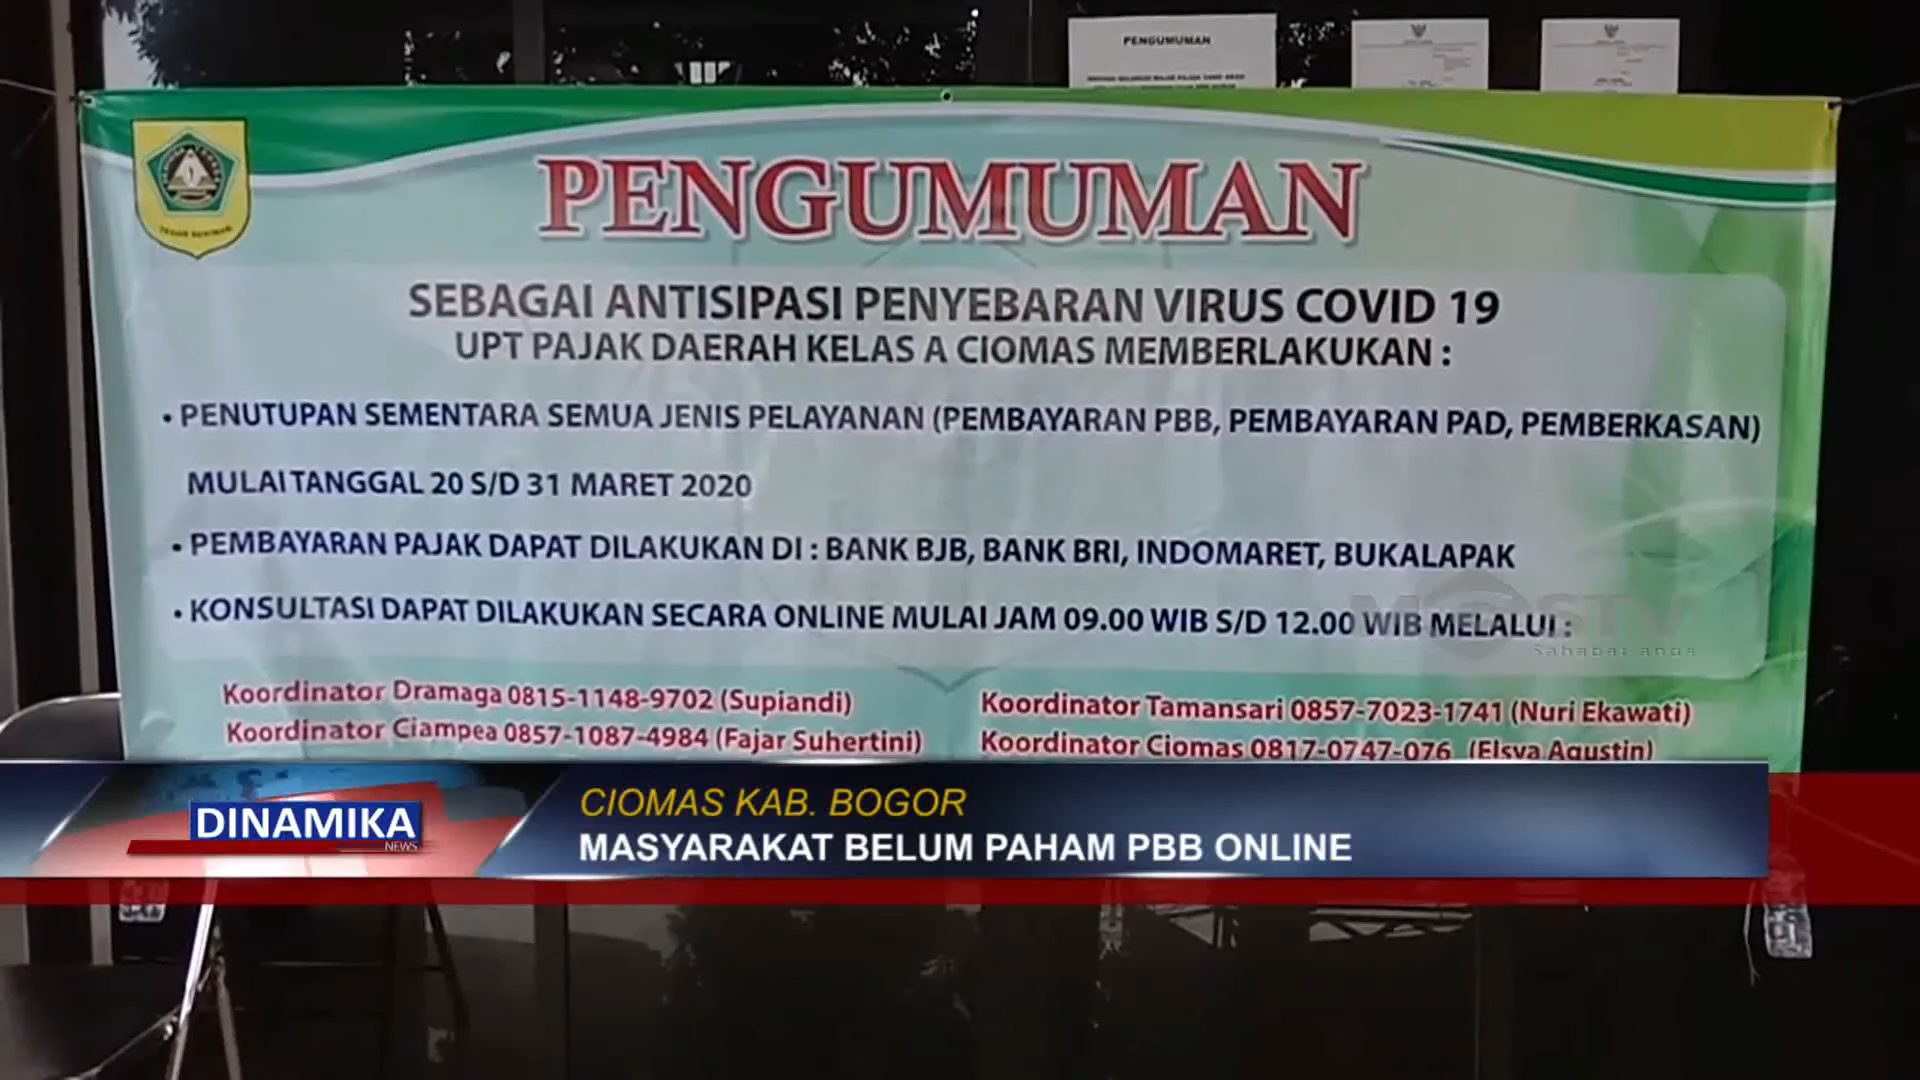 PENGUMUMAN
PENGUMUMAN
SEBAGAI ANTISIPASI PENYEBARAN VIRUS COVID 19
UPT PAJAK DAERAH KELAS A CIOMAS MEMBERLAKUKAN :
• PENUTUPAN SEMENTARA SEMUA JENIS PELAYANAN (PEMBAYARAN PBB, PEMBAYARAN PAD, PEMBERKASAN)
MULAI TANGGAL 20 S/D 31 MARET 2020
• PEMBAYARAN PAJAK DAPAT DILAKUKAN DI : BANK BJB, BANK BRI, INDOMARET, BUKALAPAK
• KONSULTASI DAPAT DILAKUKAN SECARA ONLINE MULAI JAM 09.00 WIB S/D 12.00 WIB MELALUI :
Sahabat anda
Koordinator Dramaga 0815-1148-9702 (Supiandi)
Koordinator Tamansari 0857-7023-1741 (Nuri Ekawati)
Koordinator Ciampea 0857-1087-4984 (Fajar Suhertini)
Koordinator Ciomas 0817-0747-076 (Elsya Agustin)
DINAMIKA
NEWS
CIOMAS KAB. BOGOR
MASYARAKAT BELUM PAHAM PBB ONLINE